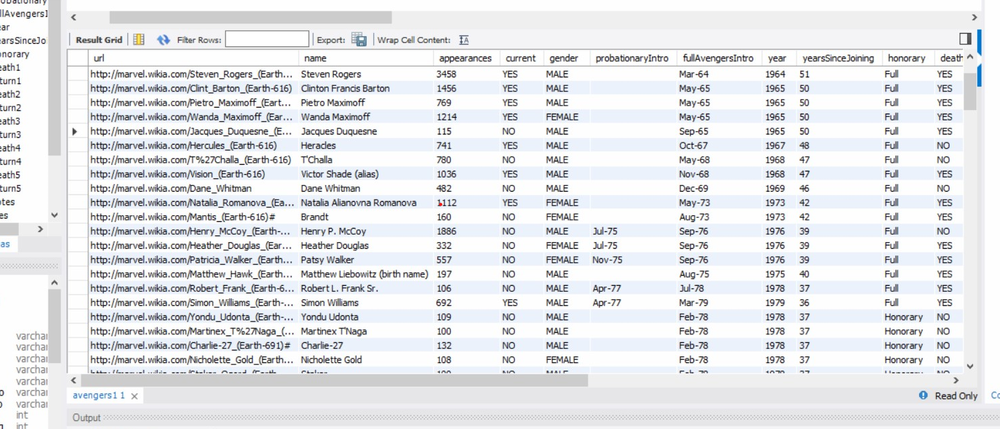 llAvengersI
ear
earsSinceJoi
onorary
eath1
turn1
eath2
turn2
eath3
turn3
eath4
turn4
eath5
turn5
otes
es
as
varchar
varchar
varchar
varchar
varchar
o varchar
o varchar
int
g int
Result Grid Filter Rows: Export: Wrap Cell Content:
url name appearances current gender probationaryIntro fullAvengersIntro year yearsSinceJoining honorary death
http://marvel.wikia.com/Steven_Rogers_(Earth... Steven Rogers 3458 YES MALE Mar-64 1964 51 Full YES
http://marvel.wikia.com/Clint_Barton_(Earth-616) Clinton Francis Barton 1456 YES MALE May-65 1965 50 Full YES
http://marvel.wikia.com/Pietro_Maximoff_(Eart... Pietro Maximoff 769 YES MALE May-65 1965 50 Full YES
http://marvel.wikia.com/Wanda_Maximoff_(Ear... Wanda Maximoff 1214 YES FEMALE May-65 1965 50 Full YES
http://marvel.wikia.com/Jacques_Duquesne_(E... Jacques Duquesne 115 NO MALE Sep-65 1965 50 Full YES
http://marvel.wikia.com/Hercules_(Earth-616) Heracles 741 YES MALE Oct-67 1967 48 Full NO
http://marvel.wikia.com/T%27Challa_(Earth-616) T'Challa 780 NO MALE May-68 1968 47 Full NO
http://marvel.wikia.com/Vision_(Earth-616) Victor Shade (alias) 1036 YES MALE Nov-68 1968 47 Full YES
http://marvel.wikia.com/Dane_Whitman Dane Whitman 482 NO MALE Dec-69 1969 46 Full NO
http://marvel.wikia.com/Natalia_Romanova_(Ea... Natalia Alianovna Romanova 1112 YES FEMALE May-73 1973 42 Full YES
http://marvel.wikia.com/Mantis_(Earth-616)# Brandt 160 NO FEMALE Aug-73 1973 42 Full YES
http://marvel.wikia.com/Henry_McCoy_(Earth-... Henry P. McCoy 1886 NO MALE Jul-75 Sep-76 1976 39 Full NO
http://marvel.wikia.com/Heather_Douglas_(Ear... Heather Douglas 332 NO FEMALE Jul-75 Sep-76 1976 39 Full YES
http://marvel.wikia.com/Patricia_Walker_(Earth... Patsy Walker 557 NO FEMALE Nov-75 Sep-76 1976 39 Full YES
http://marvel.wikia.com/Matthew_Hawk_(Earth... Matthew Liebowitz (birth name) 197 NO MALE Aug-75 1975 40 Full YES
http://marvel.wikia.com/Robert_Frank_(Earth-6... Robert L. Frank Sr. 106 NO MALE Apr-77 Jul-78 1978 37 Full YES
http://marvel.wikia.com/Simon_Williams_(Earth-... Simon Williams 692 YES MALE Apr-77 Mar-79 1979 36 Full YES
http://marvel.wikia.com/Yondu_Udonta_(Earth-... Yondu Udonta 109 NO MALE Feb-78 1978 37 Honorary NO
http://marvel.wikia.com/Martinex_T%27Naga_(... Martinex T'Naga 100 NO MALE Feb-78 1978 37 Honorary NO
http://marvel.wikia.com/Charlie-27_(Earth-691)# Charlie-27 132 NO MALE Feb-78 1978 37 Honorary NO
http://marvel.wikia.com/Nicholette_Gold_(Earth... Nicholette Gold 108 NO FEMALE Feb-78 1978 37 Honorary NO
avengers1 1 Read Only Co
Output